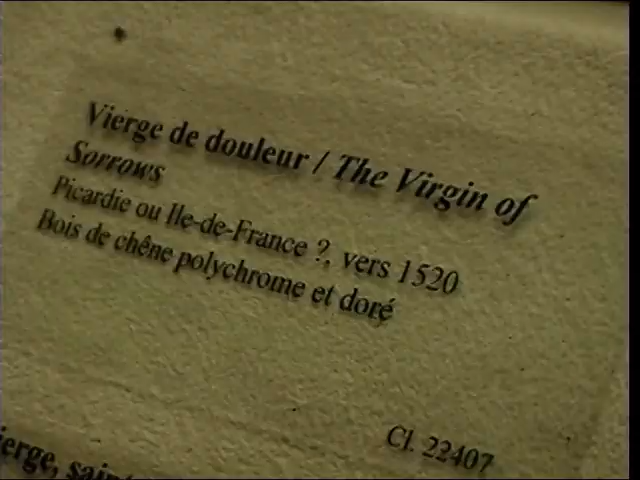 Vierge de douleur / The Virgin of
Sorrows
Picardie ou Ile-de-France ?, vers 1520
Bois de chêne polychrome et doré
Cl. 22407